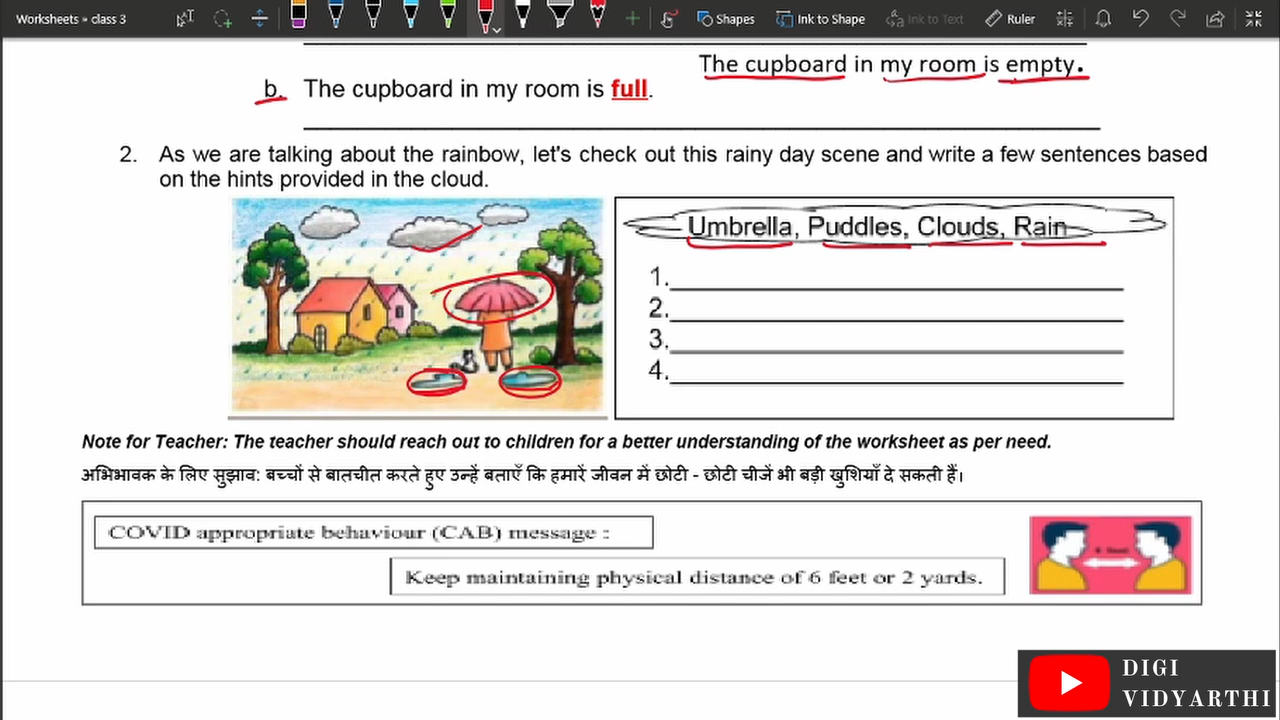 Worksheets - class 3
Shapes
Ink to Shape
Ink to Text
Ruler
The cupboard in my room is empty.
b. The cupboard in my room is full.
2. As we are talking about the rainbow, let's check out this rainy day scene and write a few sentences based
on the hints provided in the cloud.
Umbrella, Puddles, Clouds, Rain
1.
2.
3.
4.
Note for Teacher: The teacher should reach out to children for a better understanding of the worksheet as per need.
अभिभावक के लिए सुझाव: बच्चों से बातचीत करते हुए उन्हें बताएँ कि हमारें जीवन में छोटी - छोटी चीजें भी बड़ी खुशियाँ दे सकती हैं।
COVID appropriate behaviour (CAB) message :
Keep maintaining physical distance of 6 feet or 2 yards.
DIGI
VIDYARTHI